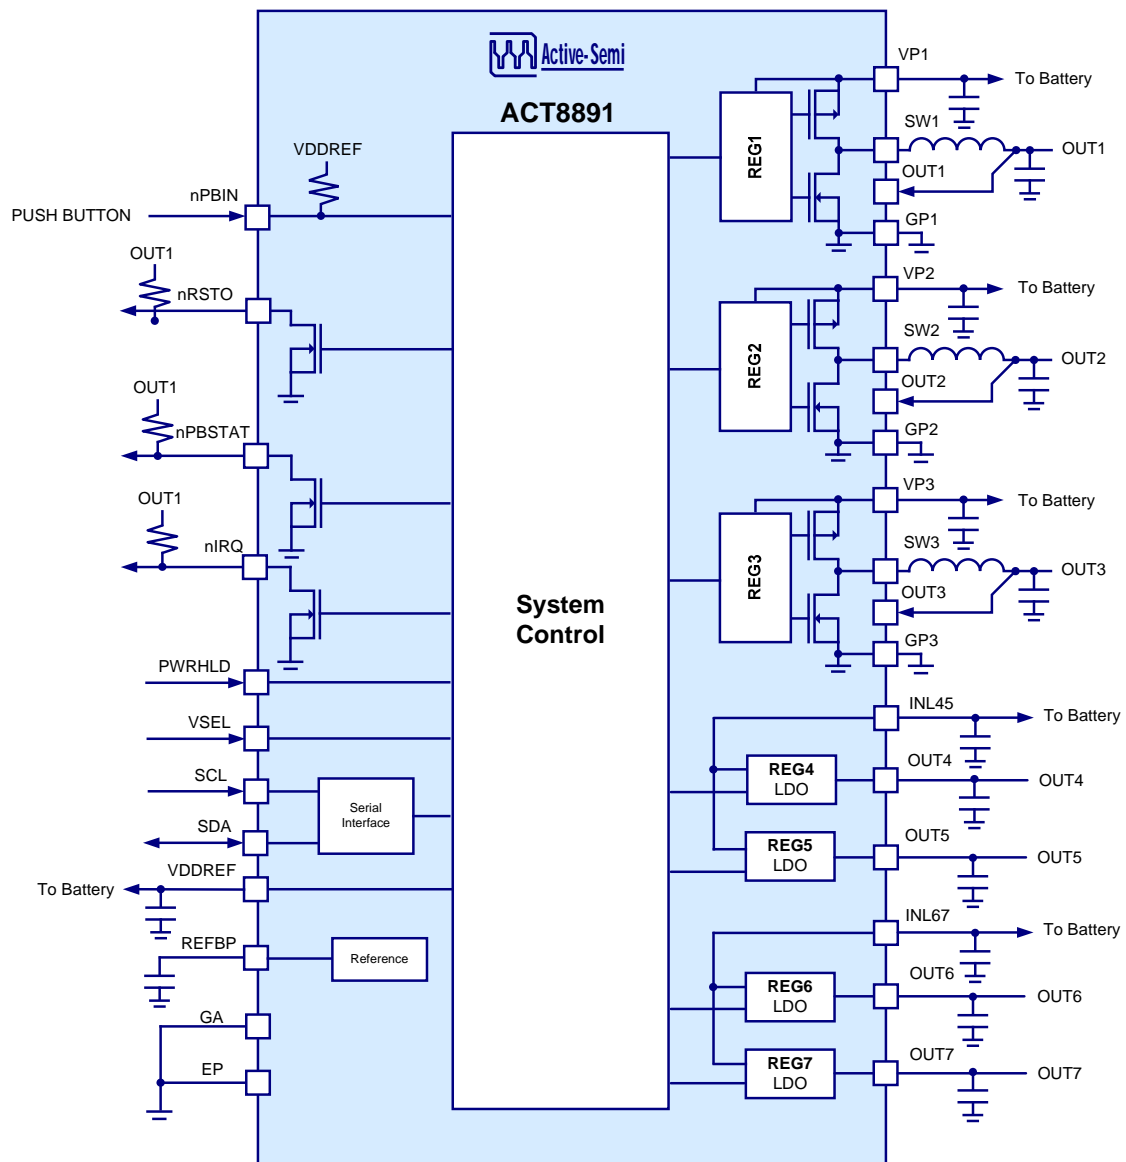 Active-Semi
ACT8891
VDDREF
nPBIN
PUSH BUTTON
OUT1
nRSTO
OUT1
nPBSTAT
OUT1
nIRQ
PWRHLD
VSEL
SCL
SDA
Serial
Interface
VDDREF
To Battery
REFBP
Reference
GA
EP
System
Control
REG1
VP1
To Battery
SW1
OUT1
OUT1
GP1
REG2
VP2
To Battery
SW2
OUT2
OUT2
GP2
REG3
VP3
To Battery
SW3
OUT3
OUT3
GP3
INL45
To Battery
REG4
LDO
OUT4
OUT4
REG5
LDO
OUT5
OUT5
INL67
To Battery
REG6
LDO
OUT6
OUT6
REG7
LDO
OUT7
OUT7